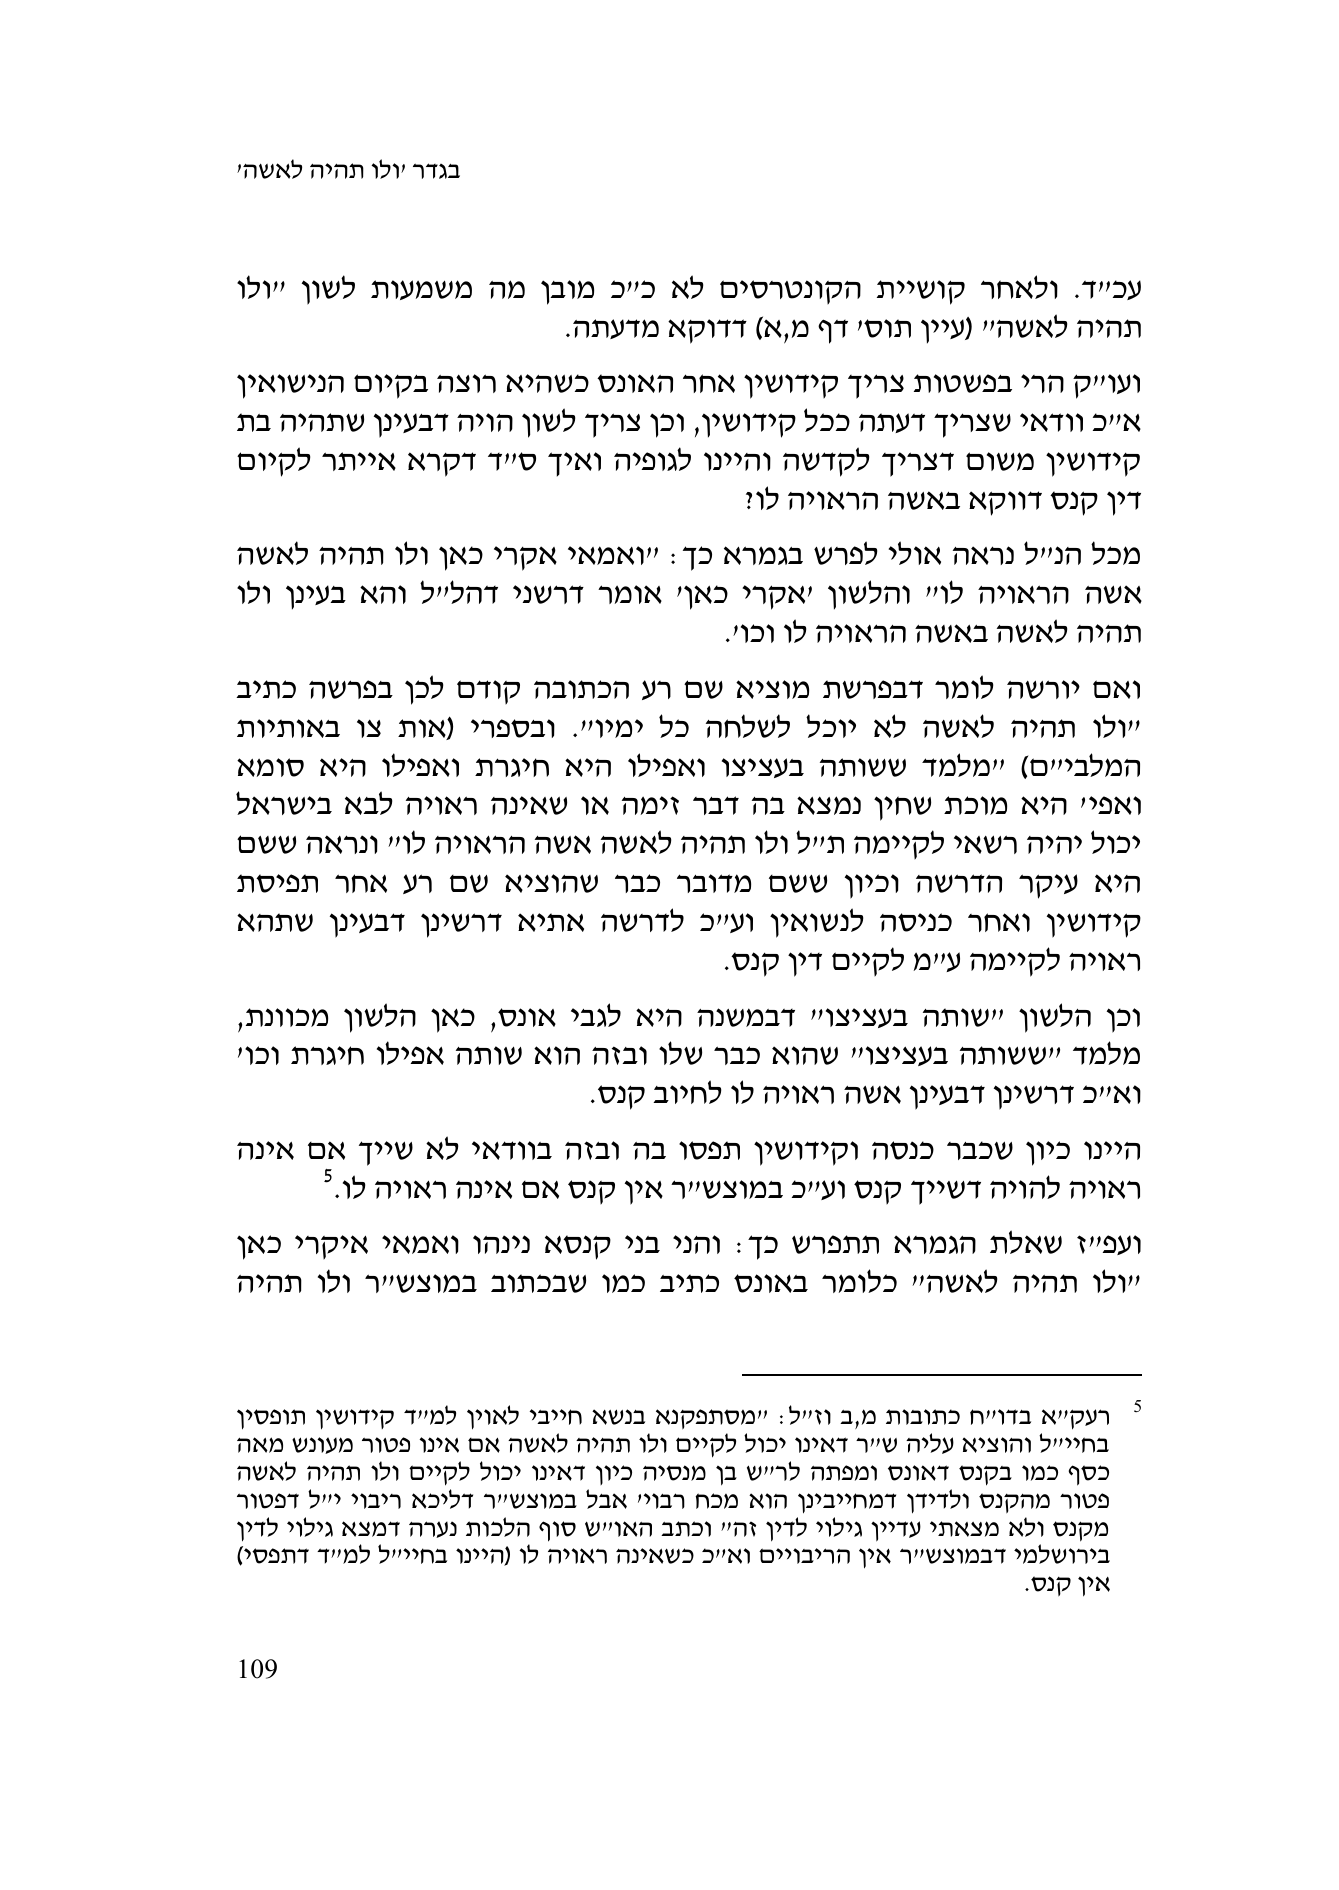 בגדר 'ולו תהיה לאשה'
עכ"ד. ולאחר קושיית הקונטרסים לא כ"כ מובן מה משמעות לשון "ולו
תהיה לאשה" (עיין תוס' דף מ,א) דדוקא מדעתה.
ועו"ק הרי בפשטות צריך קידושין אחר האונס כשהיא רוצה בקיום הנישואין
א"כ וודאי שצריך דעתה ככל קידושין, וכן צריך לשון הויה דבעינן שתהיה בת
קידושין משום דצריך לקדשה והיינו לגופיה ואיך ס"ד דקרא אייתר לקיום
דין קנס דווקא באשה הראויה לו?
מכל הנ"ל נראה אולי לפרש בגמרא כך: "ואמאי אקרי כאן ולו תהיה לאשה
אשה הראויה לו" והלשון 'אקרי כאן' אומר דרשני דהל"ל והא בעינן ולו
תהיה לאשה באשה הראויה לו וכו'.
ואם יורשה לומר דבפרשת מוציא שם רע הכתובה קודם לכן בפרשה כתיב
"ולו תהיה לאשה לא יוכל לשלחה כל ימיו". ובספרי (אות צו באותיות
המלבי"ם) "מלמד ששותה בעציצו ואפילו היא חיגרת ואפילו היא סומא
ואפי' היא מוכת שחין נמצא בה דבר זימה או שאינה ראויה לבא בישראל
יכול יהיה רשאי לקיימה ת"ל ולו תהיה לאשה אשה הראויה לו" ונראה ששם
היא עיקר הדרשה וכיון ששם מדובר כבר שהוציא שם רע אחר תפיסת
קידושין ואחר כניסה לנשואין וע"כ לדרשה אתיא דרשינן דבעינן שתהא
ראויה לקיימה ע"מ לקיים דין קנס.
וכן הלשון "שותה בעציצו" דבמשנה היא לגבי אונס, כאן הלשון מכוונת,
מלמד "ששותה בעציצו" שהוא כבר שלו ובזה הוא שותה אפילו חיגרת וכו'
וא"כ דרשינן דבעינן אשה ראויה לו לחיוב קנס.
היינו כיון שכבר כנסה וקידושין תפסו בה ובזה בוודאי לא שייך אם אינה
ראויה להויה דשייך קנס וע"כ במוצש"ר אין קנס אם אינה ראויה לו.5
ועפ"ז שאלת הגמרא תתפרש כך: והני בני קנסא נינהו ואמאי איקרי כאן
"ולו תהיה לאשה" כלומר באונס כתיב כמו שבכתוב במוצש"ר ולו תהיה
5 רעק"א בדו"ח כתובות מ,ב וז"ל: "מסתפקנא בנשא חייבי לאוין למ"ד קידושין תופסין
בחיי"ל והוציא עליה ש"ר דאינו יכול לקיים ולו תהיה לאשה אם אינו פטור מעונש מאה
כסף כמו בקנס דאונס ומפתה לר"ש בן מנסיה כיון דאינו יכול לקיים ולו תהיה לאשה
פטור מהקנס ולדידן דמחייבינן הוא מכח רבוי' אבל במוצש"ר דליכא ריבוי י"ל דפטור
מקנס ולא מצאתי עדיין גילוי לדין זה" וכתב האו"ש סוף הלכות נערה דמצא גילוי לדין
בירושלמי דבמוצש"ר אין הריבויים וא"כ כשאינה ראויה לו (היינו בחיי"ל למ"ד דתפסי)
אין קנס.
109